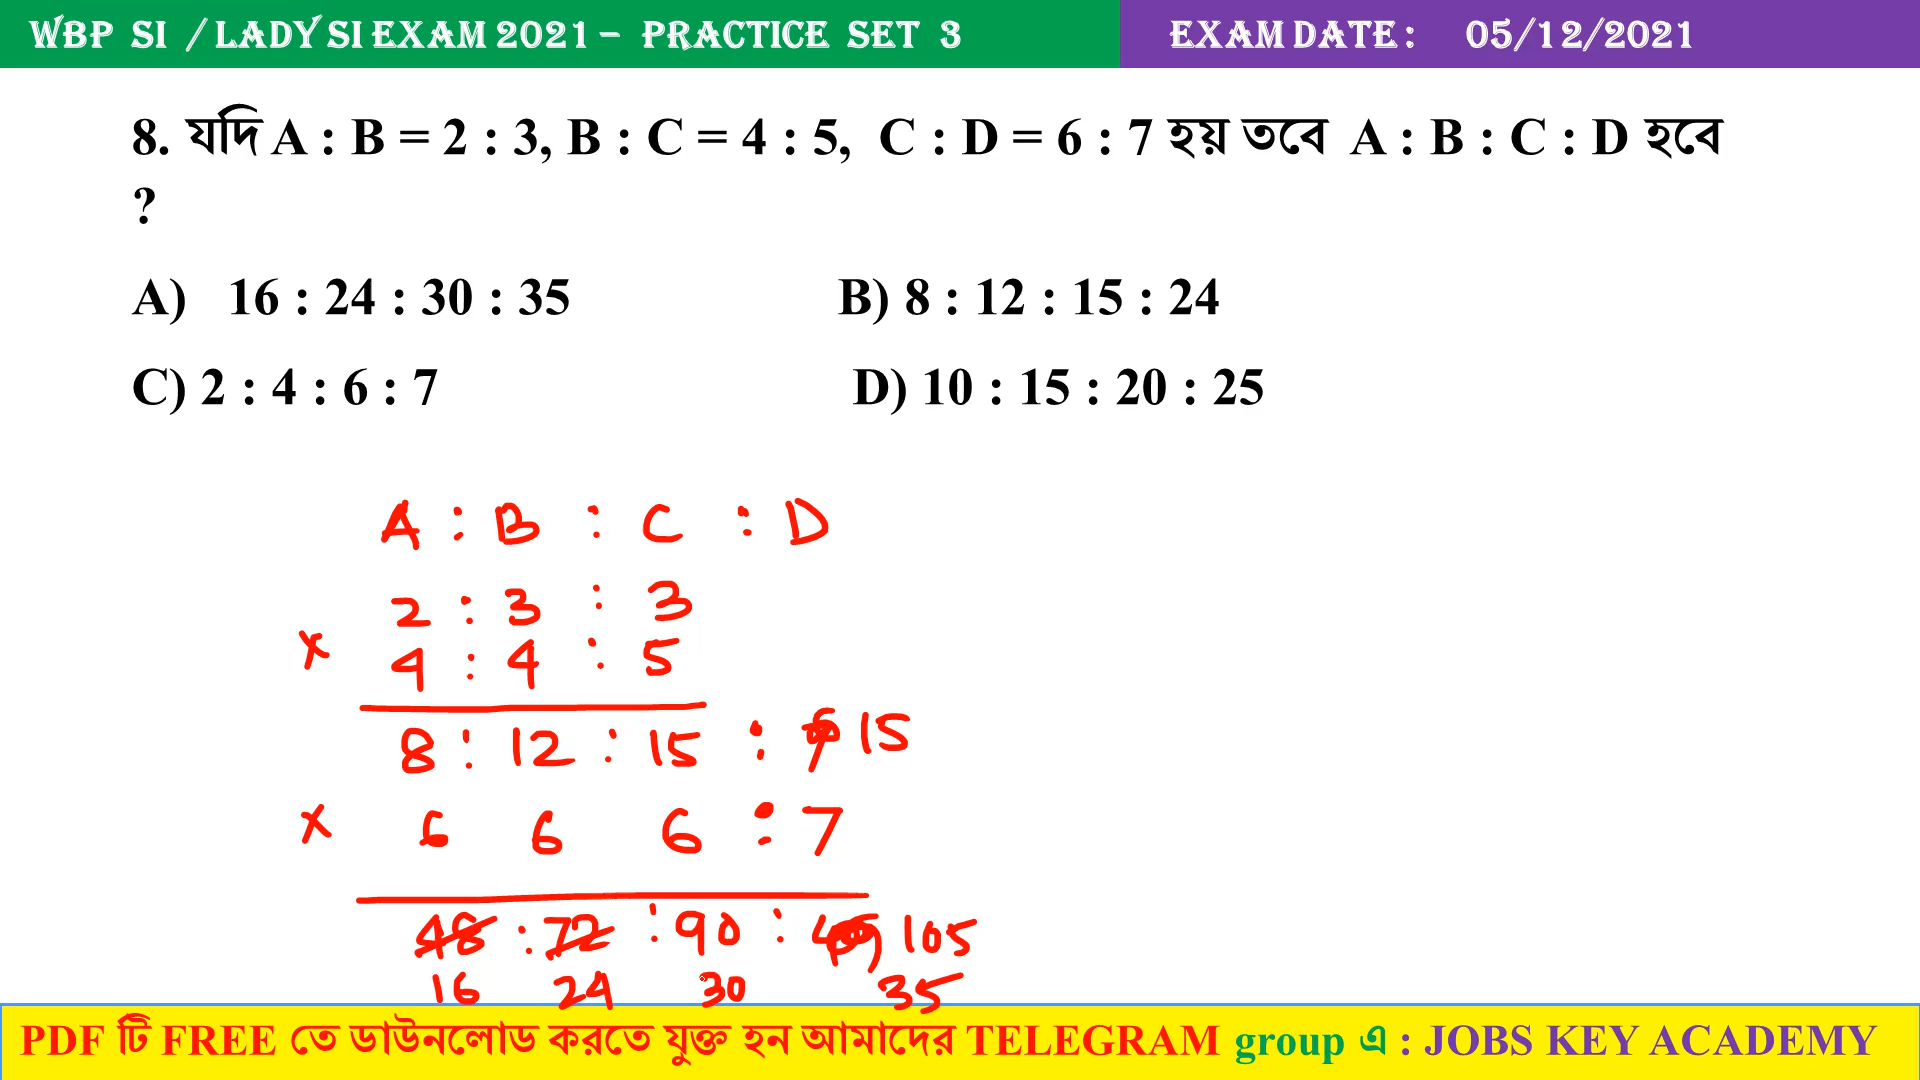 WBP SI / LADY SI EXAM 2021 – PRACTICE SET 3 EXAM DATE : 05/12/2021
8. যদি A : B = 2 : 3, B : C = 4 : 5, C : D = 6 : 7 হয় তবে A : B : C : D হবে
?
A) 16 : 24 : 30 : 35 B) 8 : 12 : 15 : 24
C) 2 : 4 : 6 : 7 D) 10 : 15 : 20 : 25
A : B : C : D
2 : 3 : 3
x 4 : 4 : 5
8 : 12 : 15 : 15
x 6 6 6 : 7
48 : 72 : 90 : 105
16 24 30 35
PDF টি FREE তে ডাউনলোড করতে যুক্ত হন আমাদের TELEGRAM group এ : JOBS KEY ACADEMY